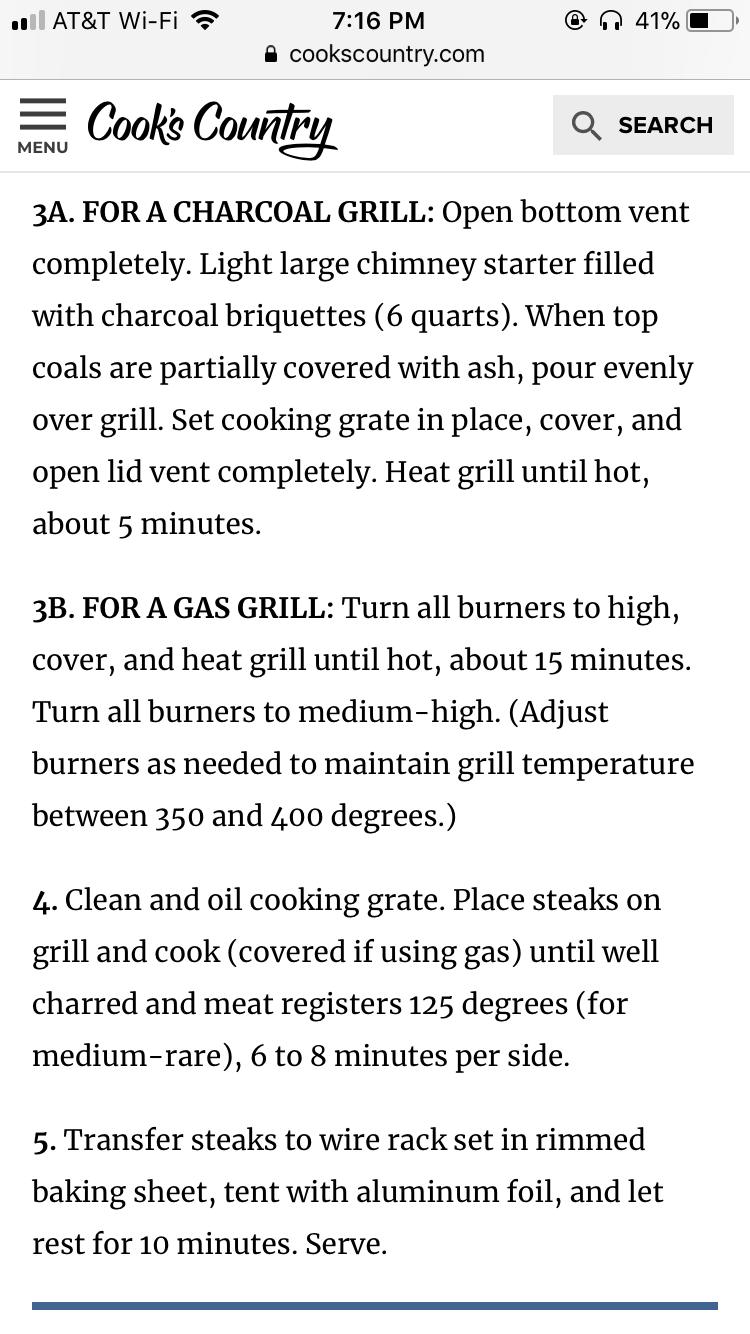 AT&T Wi-Fi 7:16 PM 41%
cookscountry.com
MENU Cook's Country SEARCH
3A. FOR A CHARCOAL GRILL: Open bottom vent
completely. Light large chimney starter filled
with charcoal briquettes (6 quarts). When top
coals are partially covered with ash, pour evenly
over grill. Set cooking grate in place, cover, and
open lid vent completely. Heat grill until hot,
about 5 minutes.
3B. FOR A GAS GRILL: Turn all burners to high,
cover, and heat grill until hot, about 15 minutes.
Turn all burners to medium-high. (Adjust
burners as needed to maintain grill temperature
between 350 and 400 degrees.)
4. Clean and oil cooking grate. Place steaks on
grill and cook (covered if using gas) until well
charred and meat registers 125 degrees (for
medium-rare), 6 to 8 minutes per side.
5. Transfer steaks to wire rack set in rimmed
baking sheet, tent with aluminum foil, and let
rest for 10 minutes. Serve.